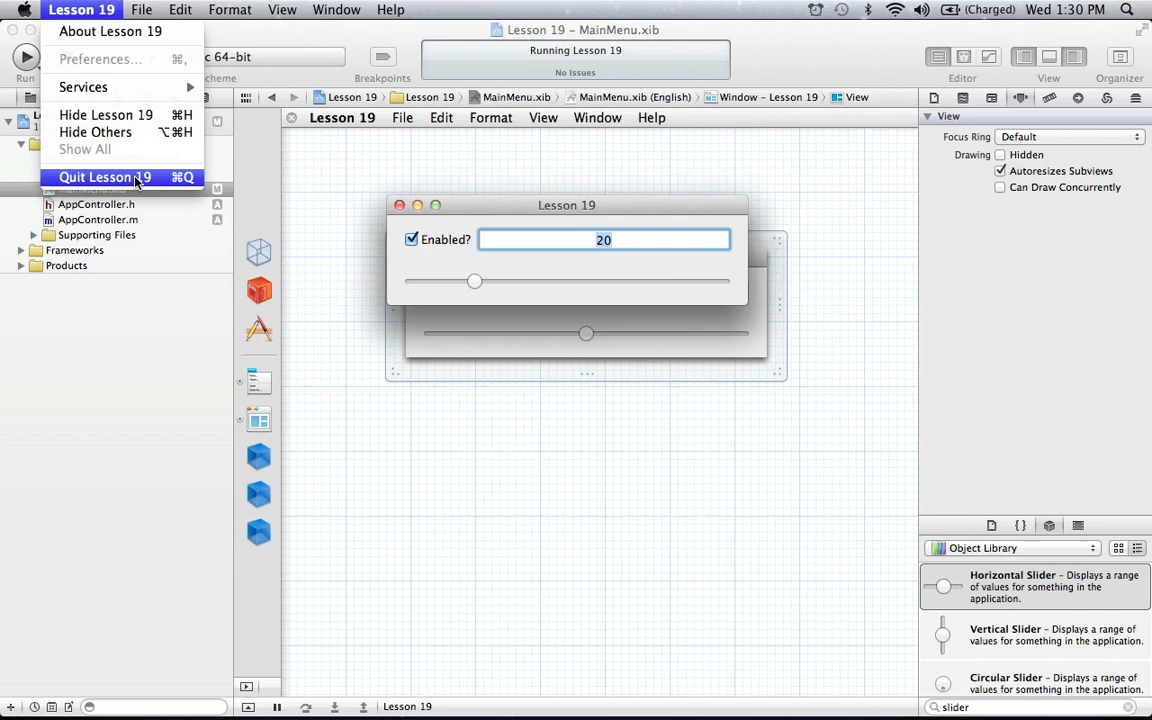 Lesson 19 File Edit Format View Window Help (Charged) Wed 1:30 PM
About Lesson 19
Preferences... ⌘,
Services
Hide Lesson 19 ⌘H
Hide Others ⌥⌘H
Show All
Quit Lesson 19 ⌘Q
Lesson 19 – MainMenu.xib
Run
c 64-bit
cheme
Breakpoints
Running Lesson 19
No Issues
Editor
View
Organizer
Lesson 19 Lesson 19 MainMenu.xib MainMenu.xib (English) Window – Lesson 19 View
1
M
M
AppController.h A
AppController.m A
Supporting Files
Frameworks
Products
Lesson 19 File Edit Format View Window Help
Lesson 19
Enabled? 20
View
Focus Ring Default
Drawing Hidden
Autoresizes Subviews
Can Draw Concurrently
Object Library
Horizontal Slider – Displays a range
of values for something in the
application.
Vertical Slider – Displays a range of
values for something in the application.
Circular Slider – Displays a range of
values for something in the application.
slider
Lesson 19